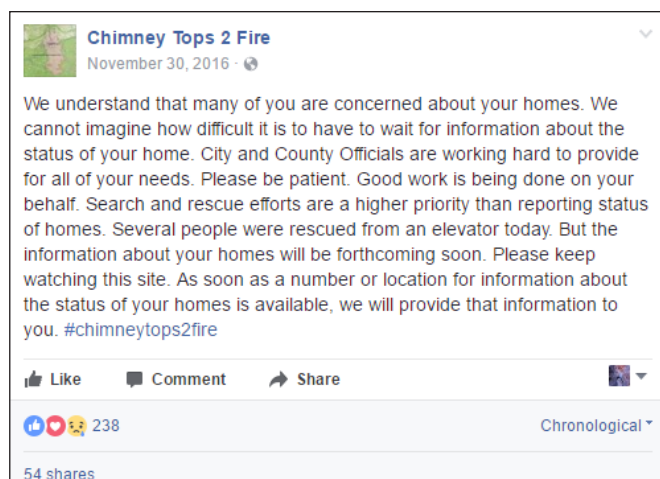 Chimney Tops 2 Fire
November 30, 2016 ·
We understand that many of you are concerned about your homes. We
cannot imagine how difficult it is to have to wait for information about the
status of your home. City and County Officials are working hard to provide
for all of your needs. Please be patient. Good work is being done on your
behalf. Search and rescue efforts are a higher priority than reporting status
of homes. Several people were rescued from an elevator today. But the
information about your homes will be forthcoming soon. Please keep
watching this site. As soon as a number or location for information about
the status of your homes is available, we will provide that information to
you. #chimneytops2fire
Like Comment Share
238 Chronological
54 shares